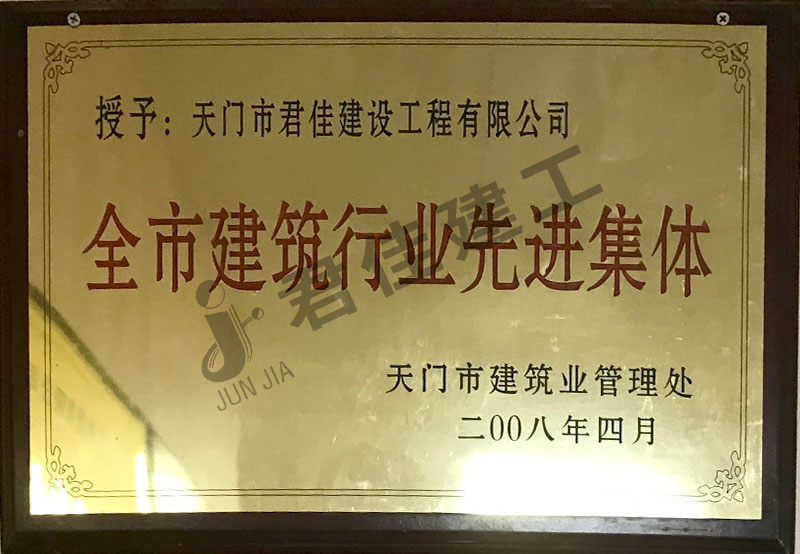 授予：天门市君佳建设工程有限公司
全市建筑行业先进集体
君佳建工
JUN JIA
天门市建筑业管理处
二00八年四月